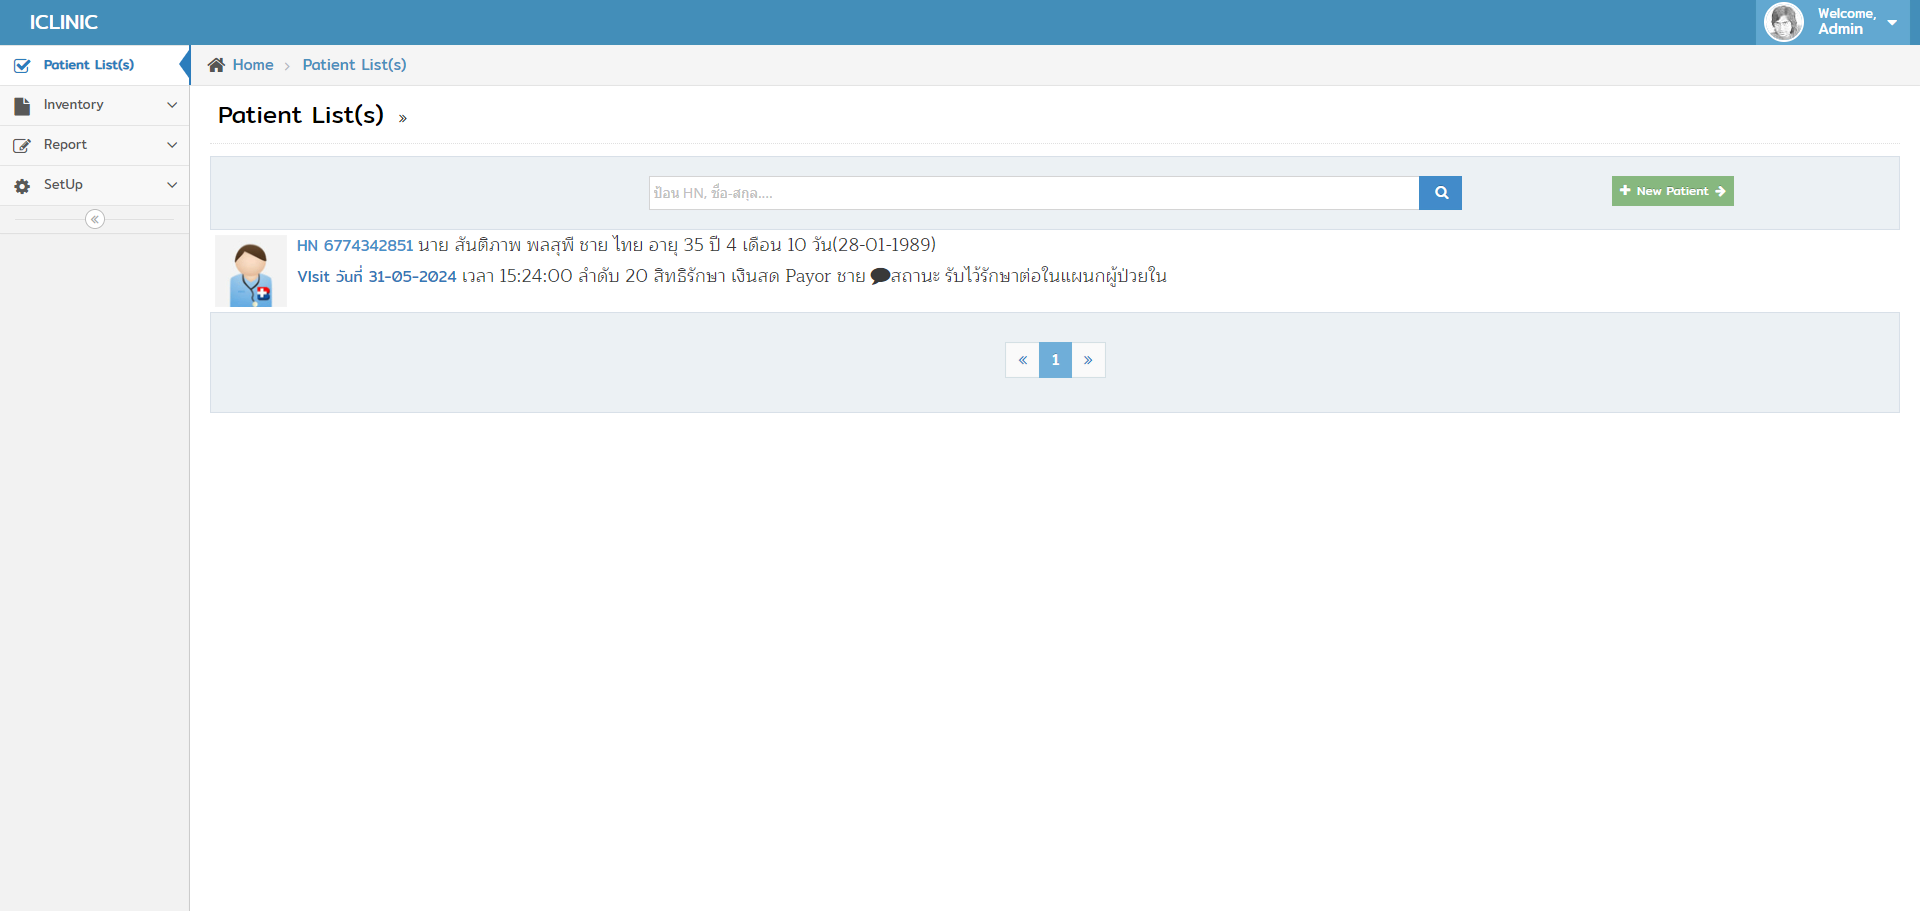 ICLINIC
Welcome,
Admin
Patient List(s)
Inventory
Report
SetUp
Home › Patient List(s)
Patient List(s) »
ป้อน HN, ชื่อ-สกุล....
New Patient
HN 6774342851 นาย สันติภาพ พลสุพี ชาย ไทย อายุ 35 ปี 4 เดือน 10 วัน(28-01-1989)
VIsit วันที่ 31-05-2024 เวลา 15:24:00 ลำดับ 20 สิทธิรักษา เงินสด Payor ชาย สถานะ รับไว้รักษาต่อในแผนกผู้ป่วยใน
« 1 »